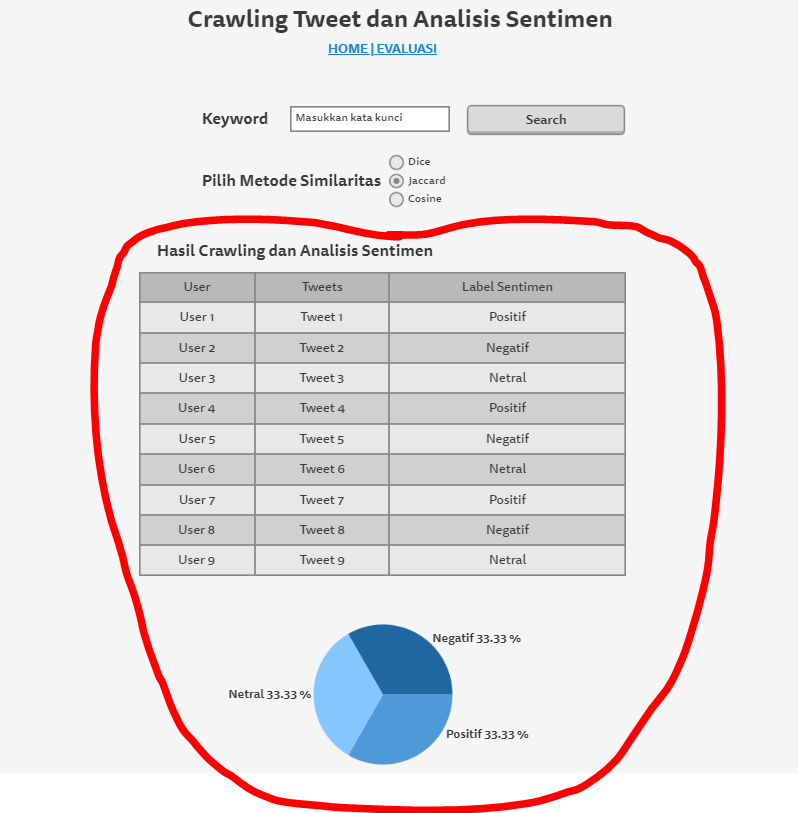 Crawling Tweet dan Analisis Sentimen
HOME | EVALUASI
Keyword Masukkan kata kunci Search
Dice
Pilih Metode Similaritas Jaccard
Cosine
Hasil Crawling dan Analisis Sentimen
User Tweets Label Sentimen
User 1 Tweet 1 Positif
User 2 Tweet 2 Negatif
User 3 Tweet 3 Netral
User 4 Tweet 4 Positif
User 5 Tweet 5 Negatif
User 6 Tweet 6 Netral
User 7 Tweet 7 Positif
User 8 Tweet 8 Negatif
User 9 Tweet 9 Netral
Negatif 33.33 %
Netral 33.33 %
Positif 33.33 %